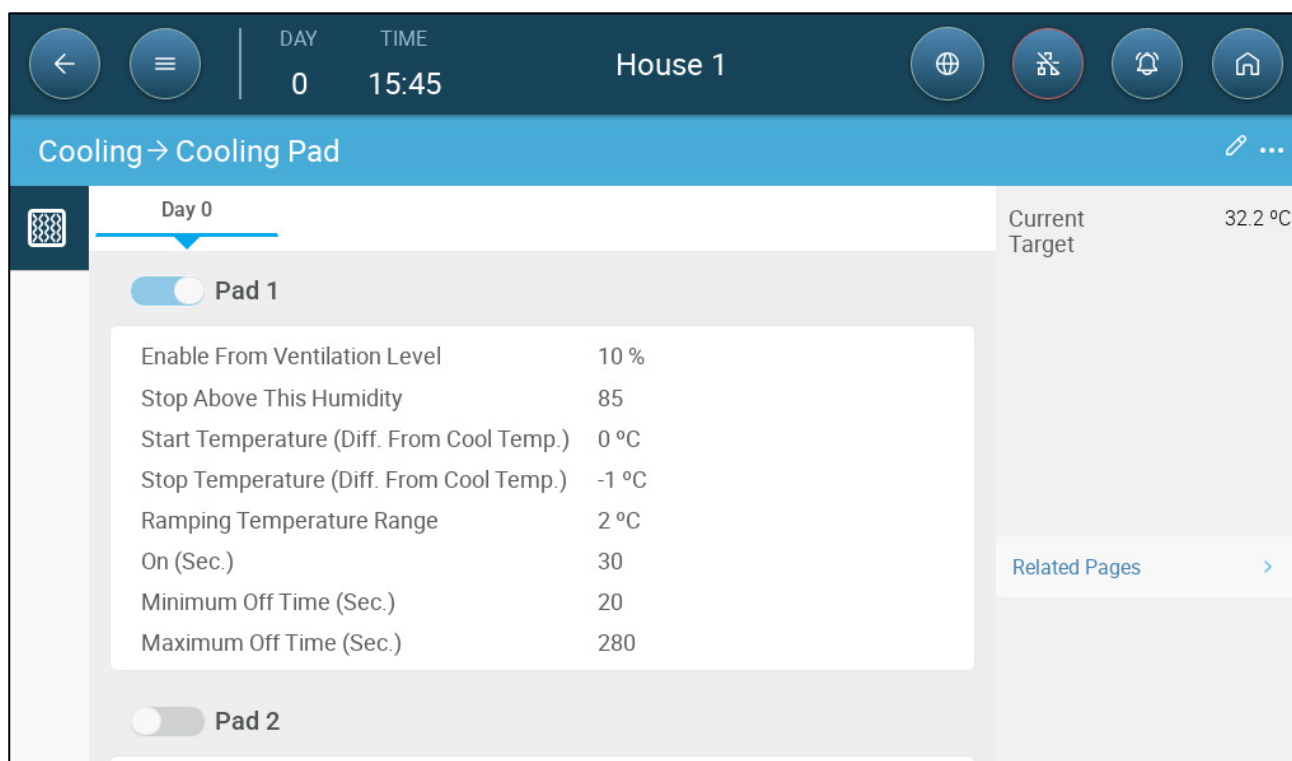 DAY TIME
0 15:45
House 1
Cooling → Cooling Pad
Day 0
Current
Target
32.2 ºC
Pad 1
Enable From Ventilation Level 10 %
Stop Above This Humidity 85
Start Temperature (Diff. From Cool Temp.) 0 ºC
Stop Temperature (Diff. From Cool Temp.) -1 ºC
Ramping Temperature Range 2 ºC
On (Sec.) 30
Minimum Off Time (Sec.) 20
Maximum Off Time (Sec.) 280
Related Pages
Pad 2